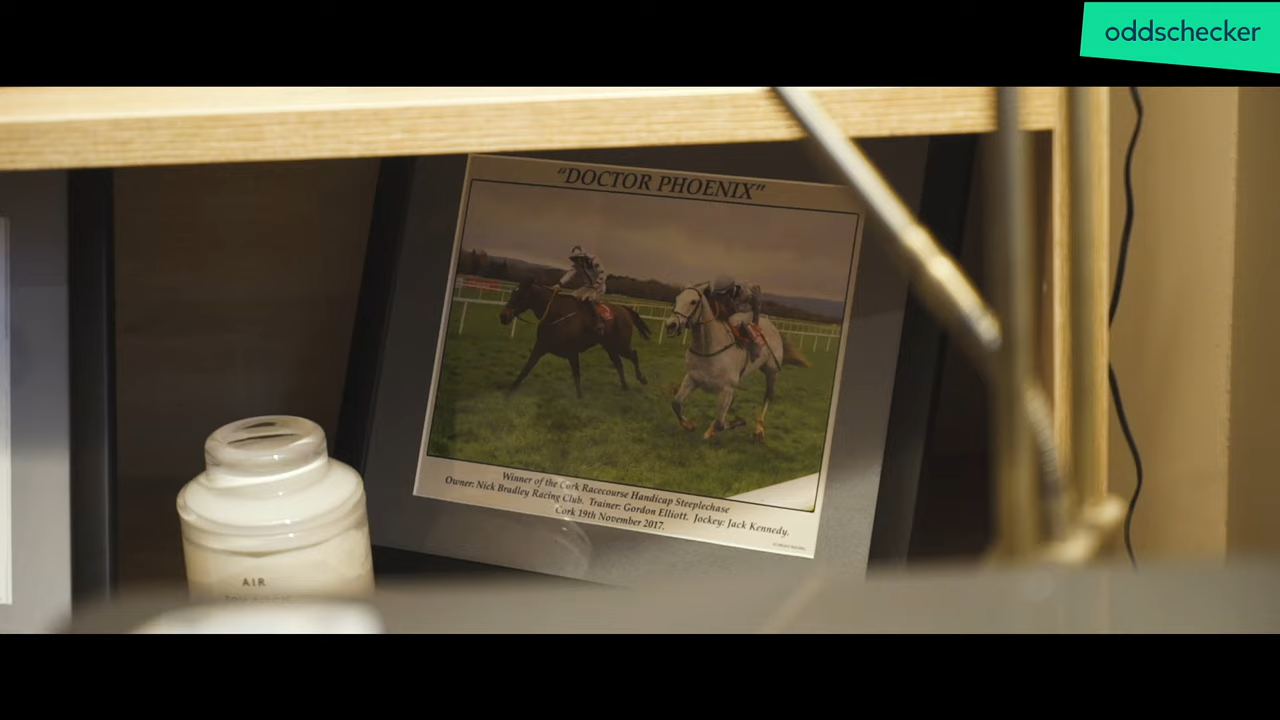 oddschecker
"DOCTOR PHOENIX"
Winner of the Cork Racecourse Handicap Steeplechase
Owner: Nick Bradley Racing Club. Trainer: Gordon Elliott. Jockey: Jack Kennedy.
Cork 19th November 2017.
AIR